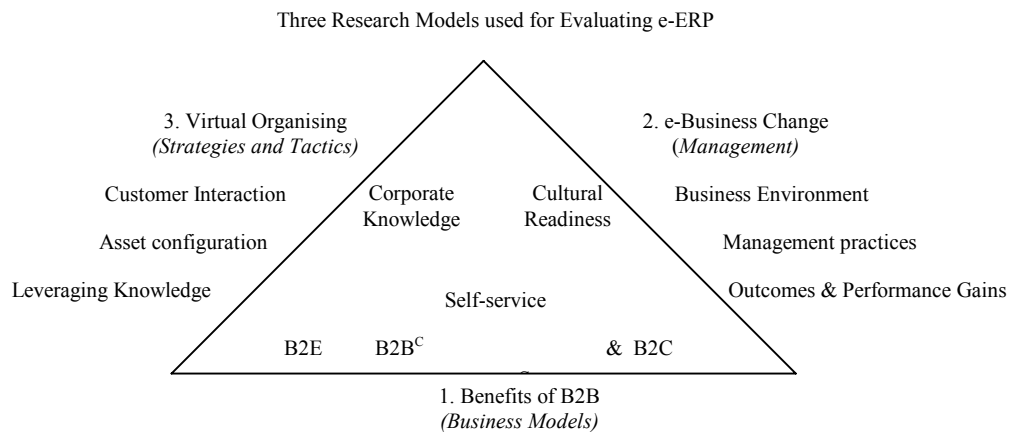 Three Research Models used for Evaluating e-ERP
3. Virtual Organising
(Strategies and Tactics)
2. e-Business Change
(Management)
Customer Interaction
Corporate
Knowledge
Cultural
Readiness
Business Environment
Asset configuration
Management practices
Leveraging Knowledge
Self-service
Outcomes & Performance Gains
B2E B2Bᶜ & B2C
~
1. Benefits of B2B
(Business Models)